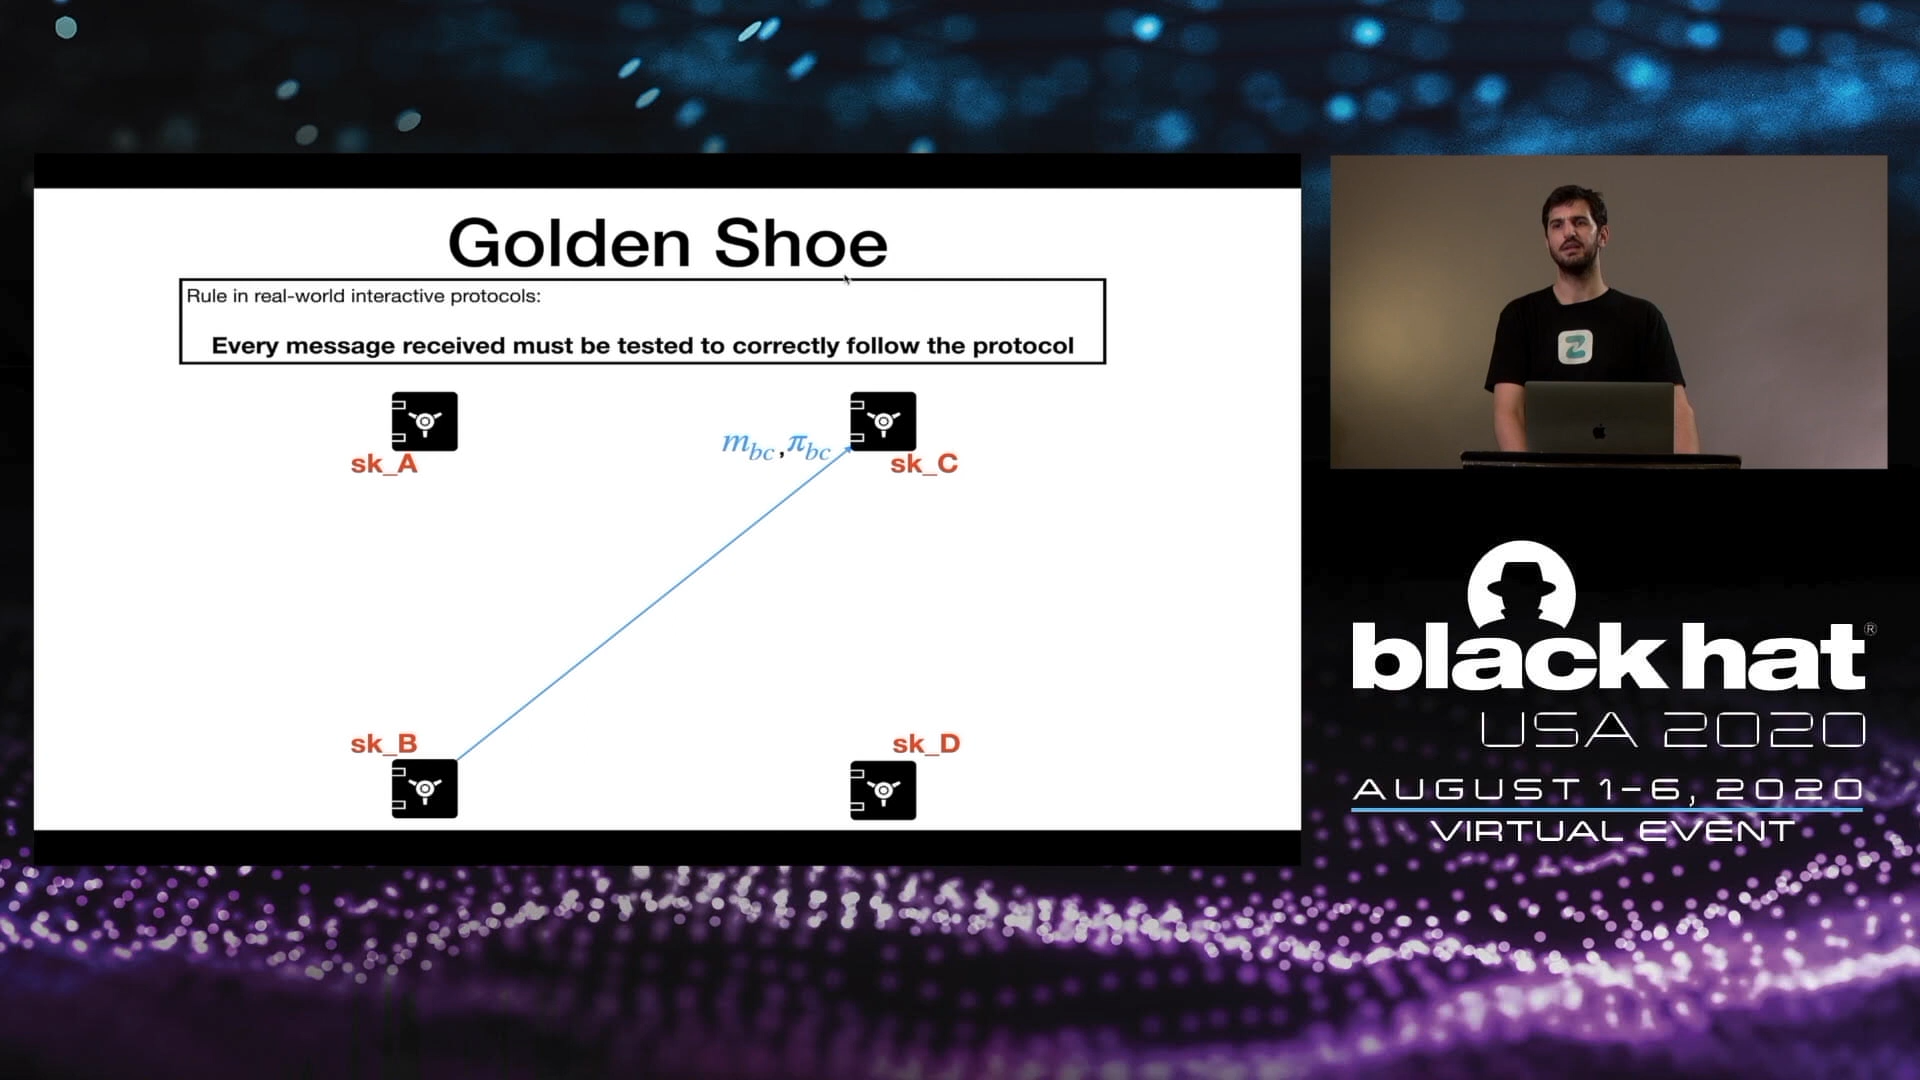 Golden Shoe
Rule in real-world interactive protocols:
Every message received must be tested to correctly follow the protocol
m_bc, π_bc
sk_A
sk_C
sk_B
sk_D
black hat®
USA 2020
AUGUST 1-6, 2020
VIRTUAL EVENT